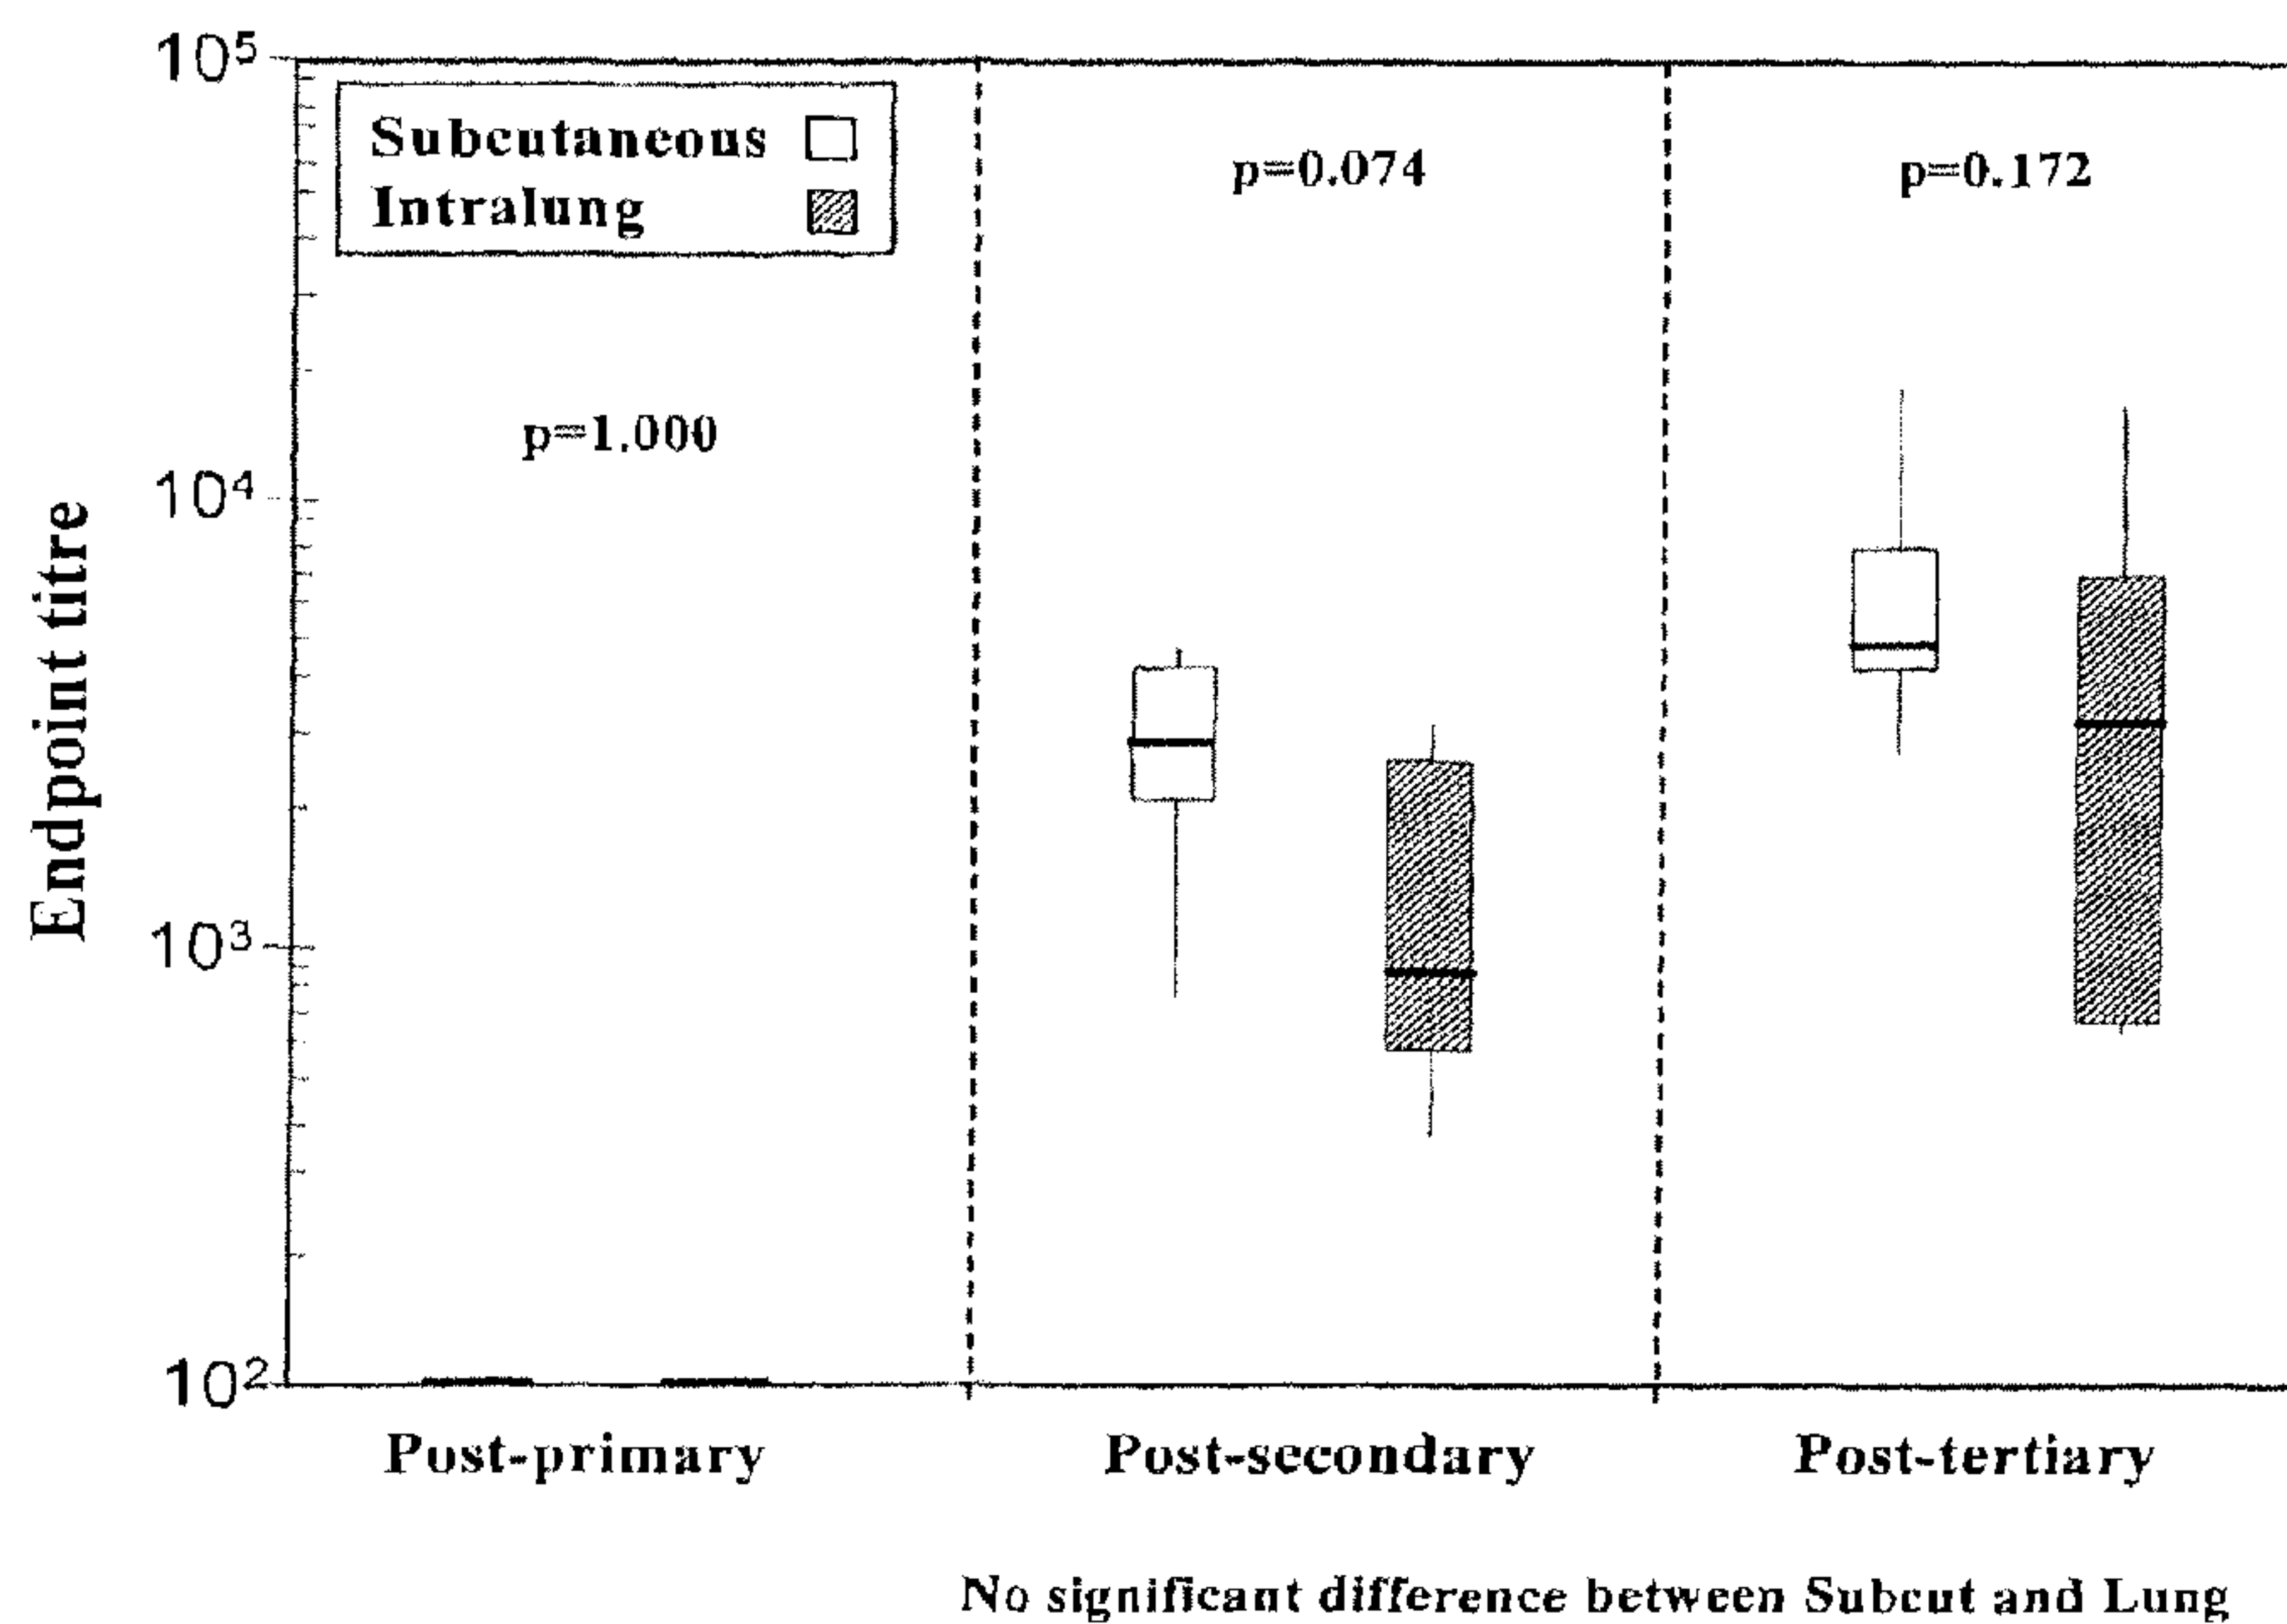 10⁵
Subcutaneous
Intralung
p=0.074
p=0.172
p=1.000
10⁴
Endpoint titre
10³
10²
Post-primary
Post-secondary
Post-tertiary
No significant difference between Subcut and Lung